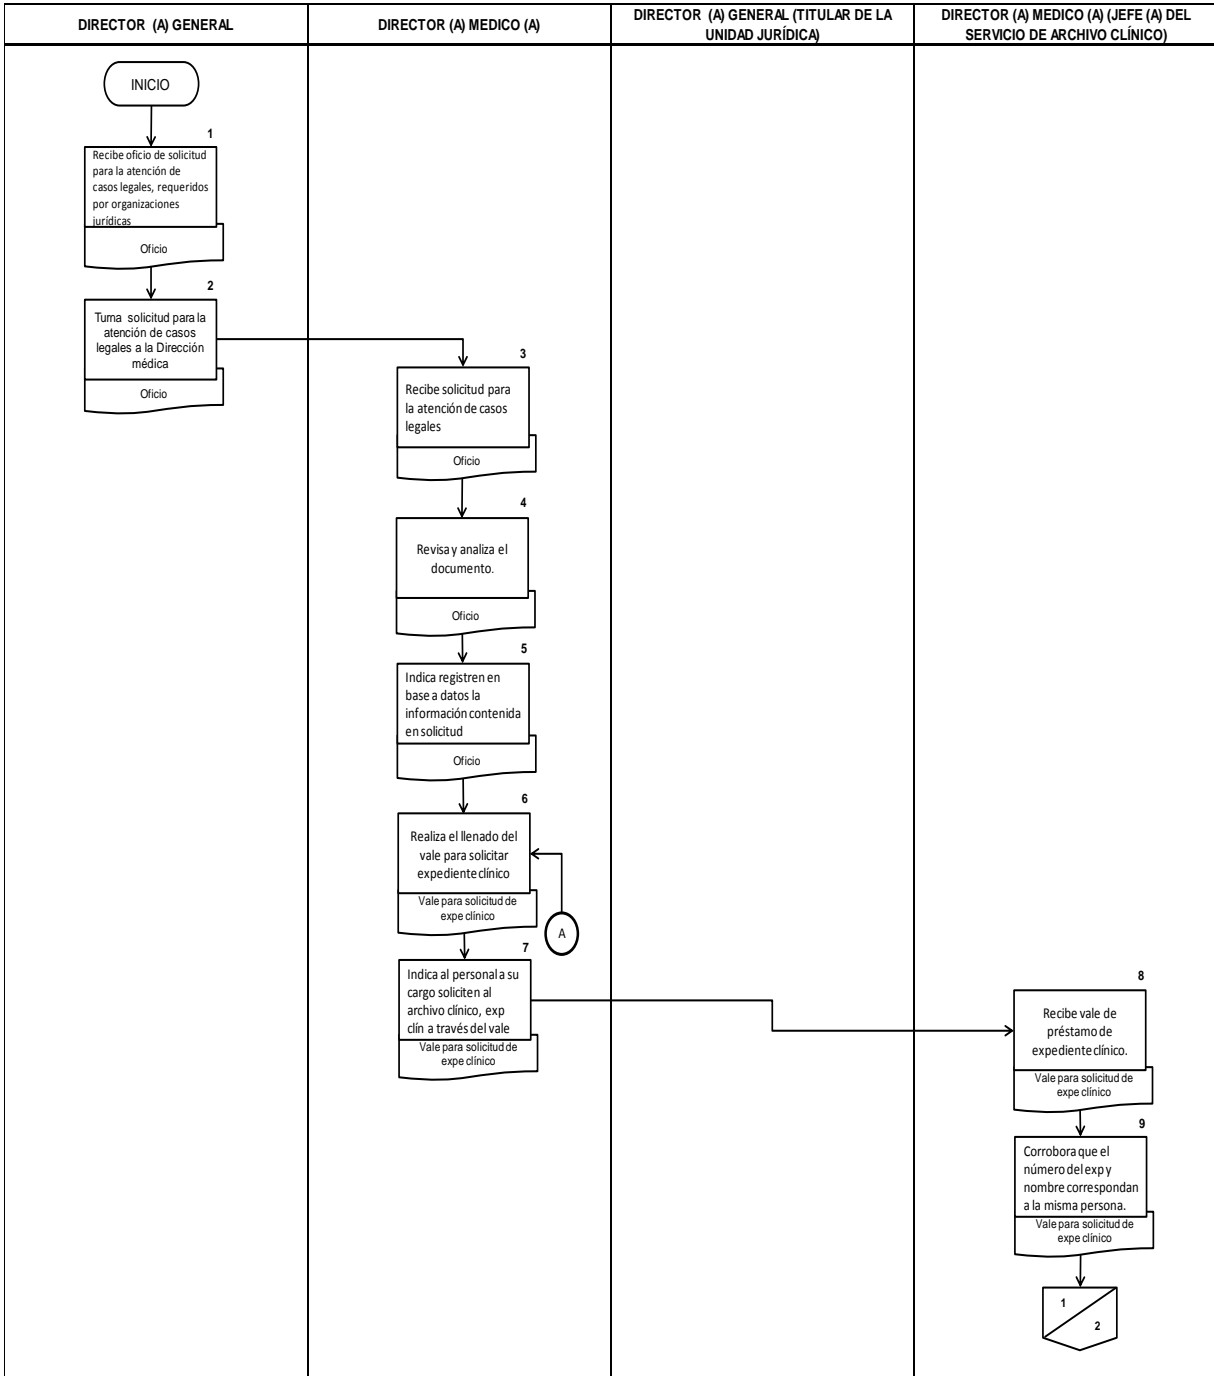 DIRECTOR (A) GENERAL
DIRECTOR (A) MEDICO (A)
DIRECTOR (A) GENERAL (TITULAR DE LA
UNIDAD JURÍDICA)
DIRECTOR (A) MEDICO (A) (JEFE (A) DEL
SERVICIO DE ARCHIVO CLÍNICO)
INICIO
1
Recibe oficio de solicitud
para la atención de
casos legales, requeridos
por organizaciones
jurídicas
Oficio
2
Turna solicitud para la
atención de casos
legales a la Dirección
médica
Oficio
3
Recibe solicitud para
la atención de casos
legales
Oficio
4
Revisa y analiza el
documento.
Oficio
5
Indica registren en
base a datos la
información contenida
en solicitud
Oficio
6
Realiza el llenado del
vale para solicitar
expediente clínico
Vale para solicitud de
expe clínico
A
7
Indica al personal a su
cargo soliciten al
archivo clínico, exp
clín a través del vale
Vale para solicitud de
expe clínico
8
Recibe vale de
préstamo de
expediente clínico.
Vale para solicitud de
expe clínico
9
Corrobora que el
número del exp y
nombre correspondan
a la misma persona.
Vale para solicitud de
expe clínico
1
2